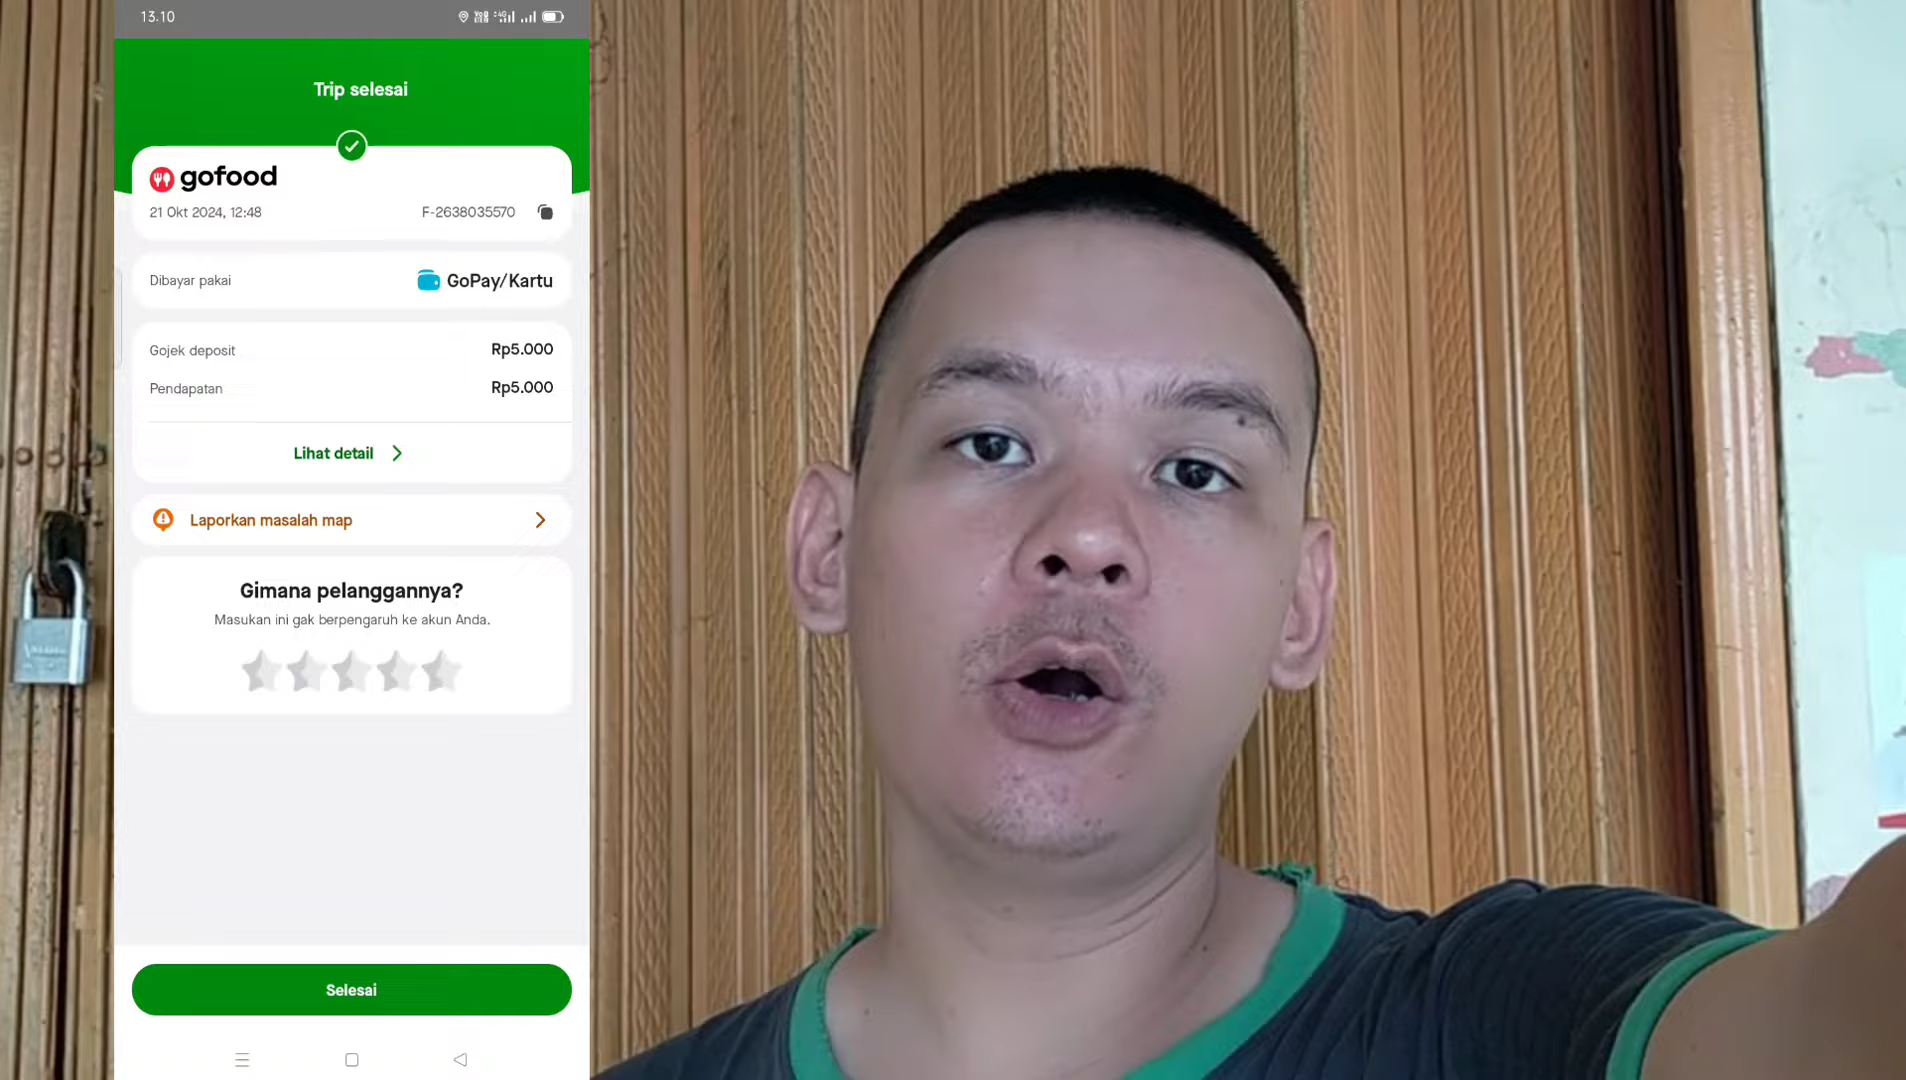 13.10
Trip selesai
gofood
21 Okt 2024, 12:48 F-2638035570
Dibayar pakai GoPay/Kartu
Gojek deposit Rp5.000
Pendapatan Rp5.000
Lihat detail
Laporkan masalah map
Gimana pelanggannya?
Masukan ini gak berpengaruh ke akun Anda.
Selesai